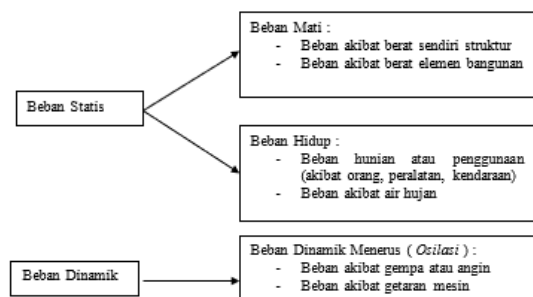 Beban Mati :
- Beban akibat berat sendiri struktur
- Beban akibat berat elemen bangunan
Beban Statis
Beban Hidup :
- Beban hunian atau penggunaan
(akibat orang, peralatan, kendaraan)
- Beban akibat air hujan
Beban Dinamik Menerus ( Osilasi ) :
- Beban akibat gempa atau angin
- Beban akibat getaran mesin
Beban Dinamik